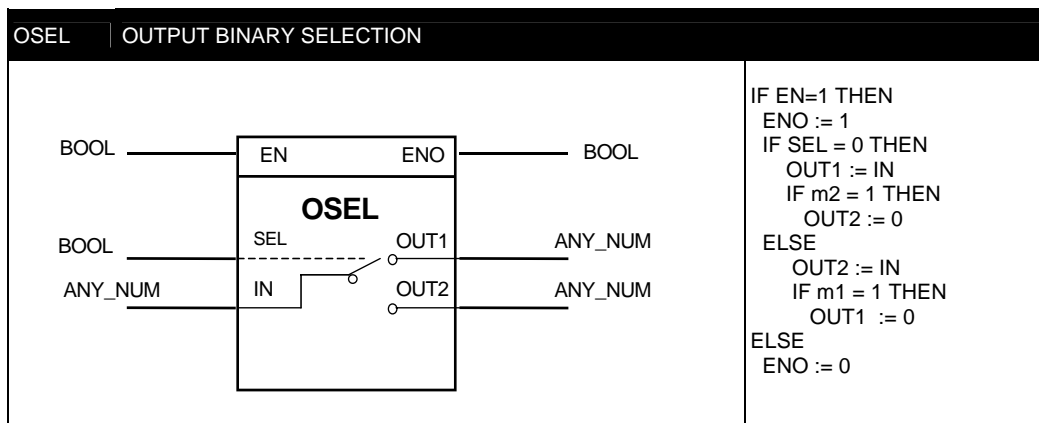 OSEL OUTPUT BINARY SELECTION
BOOL EN ENO BOOL
OSEL
BOOL SEL OUT1 ANY_NUM
ANY_NUM IN OUT2 ANY_NUM
IF EN=1 THEN
ENO := 1
IF SEL = 0 THEN
OUT1 := IN
IF m2 = 1 THEN
OUT2 := 0
ELSE
OUT2 := IN
IF m1 = 1 THEN
OUT1 := 0
ELSE
ENO := 0